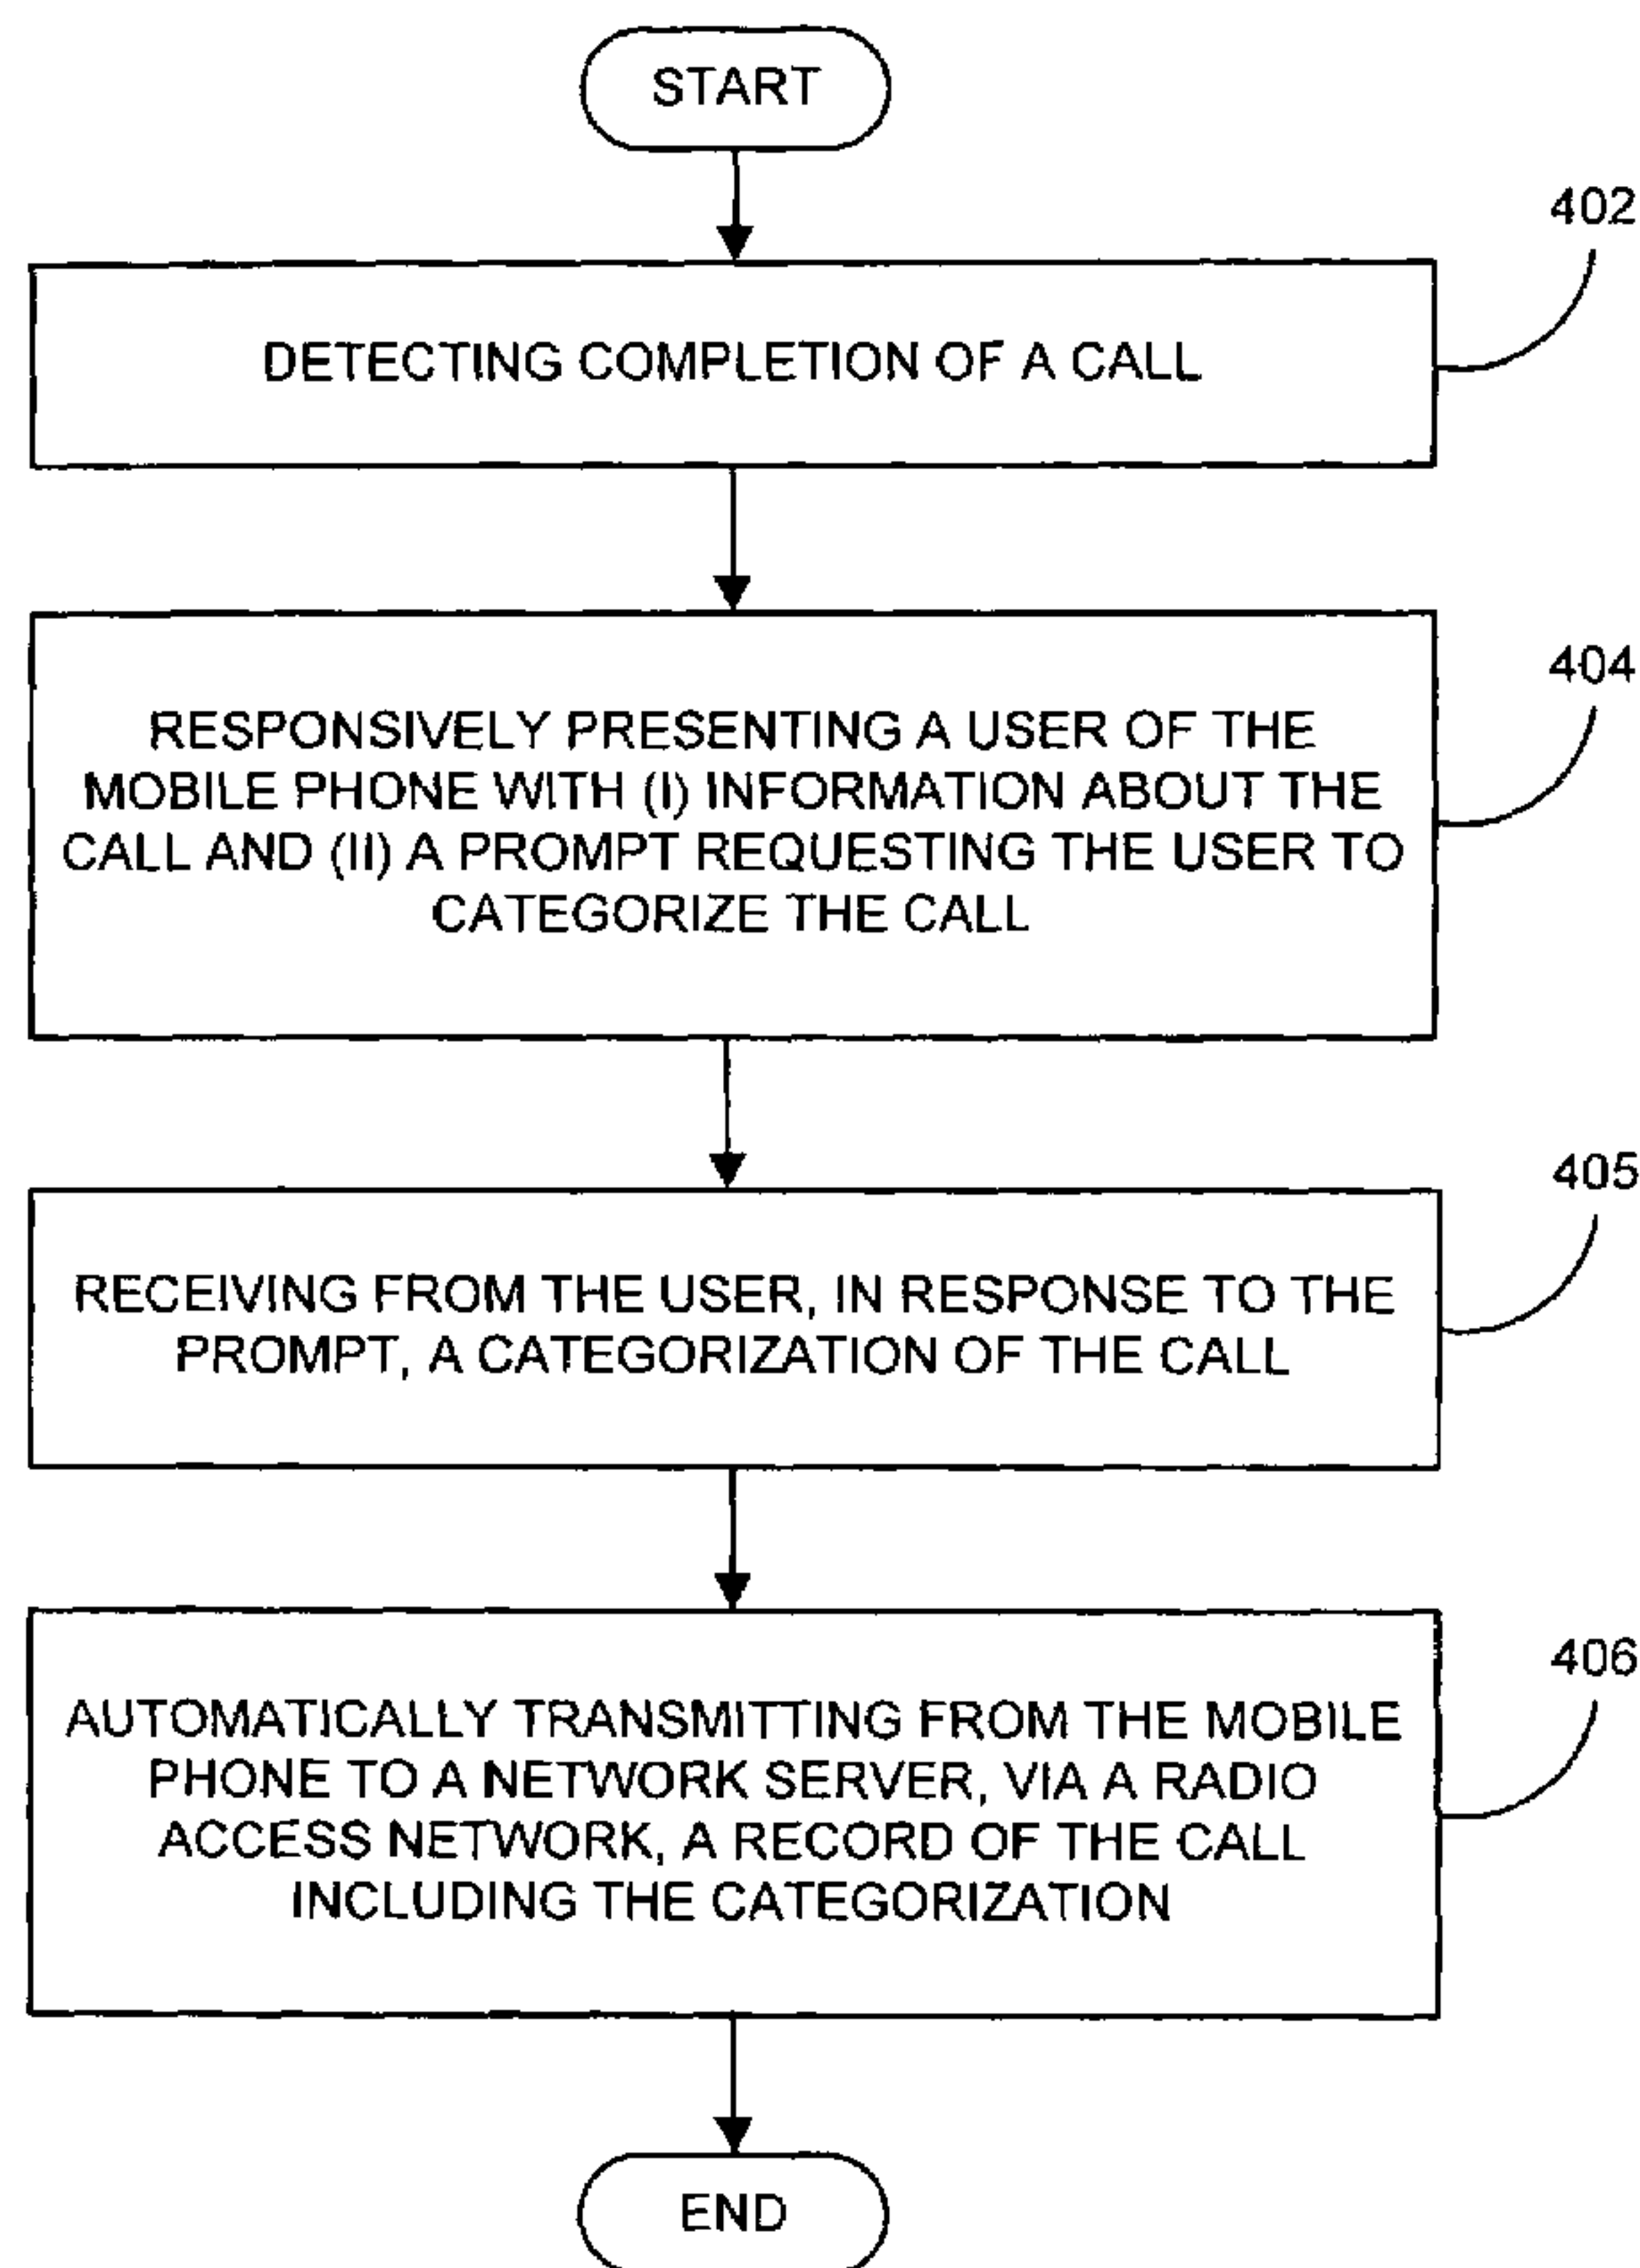 START
402
DETECTING COMPLETION OF A CALL
404
RESPONSIVELY PRESENTING A USER OF THE
MOBILE PHONE WITH (I) INFORMATION ABOUT THE
CALL AND (II) A PROMPT REQUESTING THE USER TO
CATEGORIZE THE CALL
405
RECEIVING FROM THE USER, IN RESPONSE TO THE
PROMPT, A CATEGORIZATION OF THE CALL
406
AUTOMATICALLY TRANSMITTING FROM THE MOBILE
PHONE TO A NETWORK SERVER, VIA A RADIO
ACCESS NETWORK, A RECORD OF THE CALL
INCLUDING THE CATEGORIZATION
END